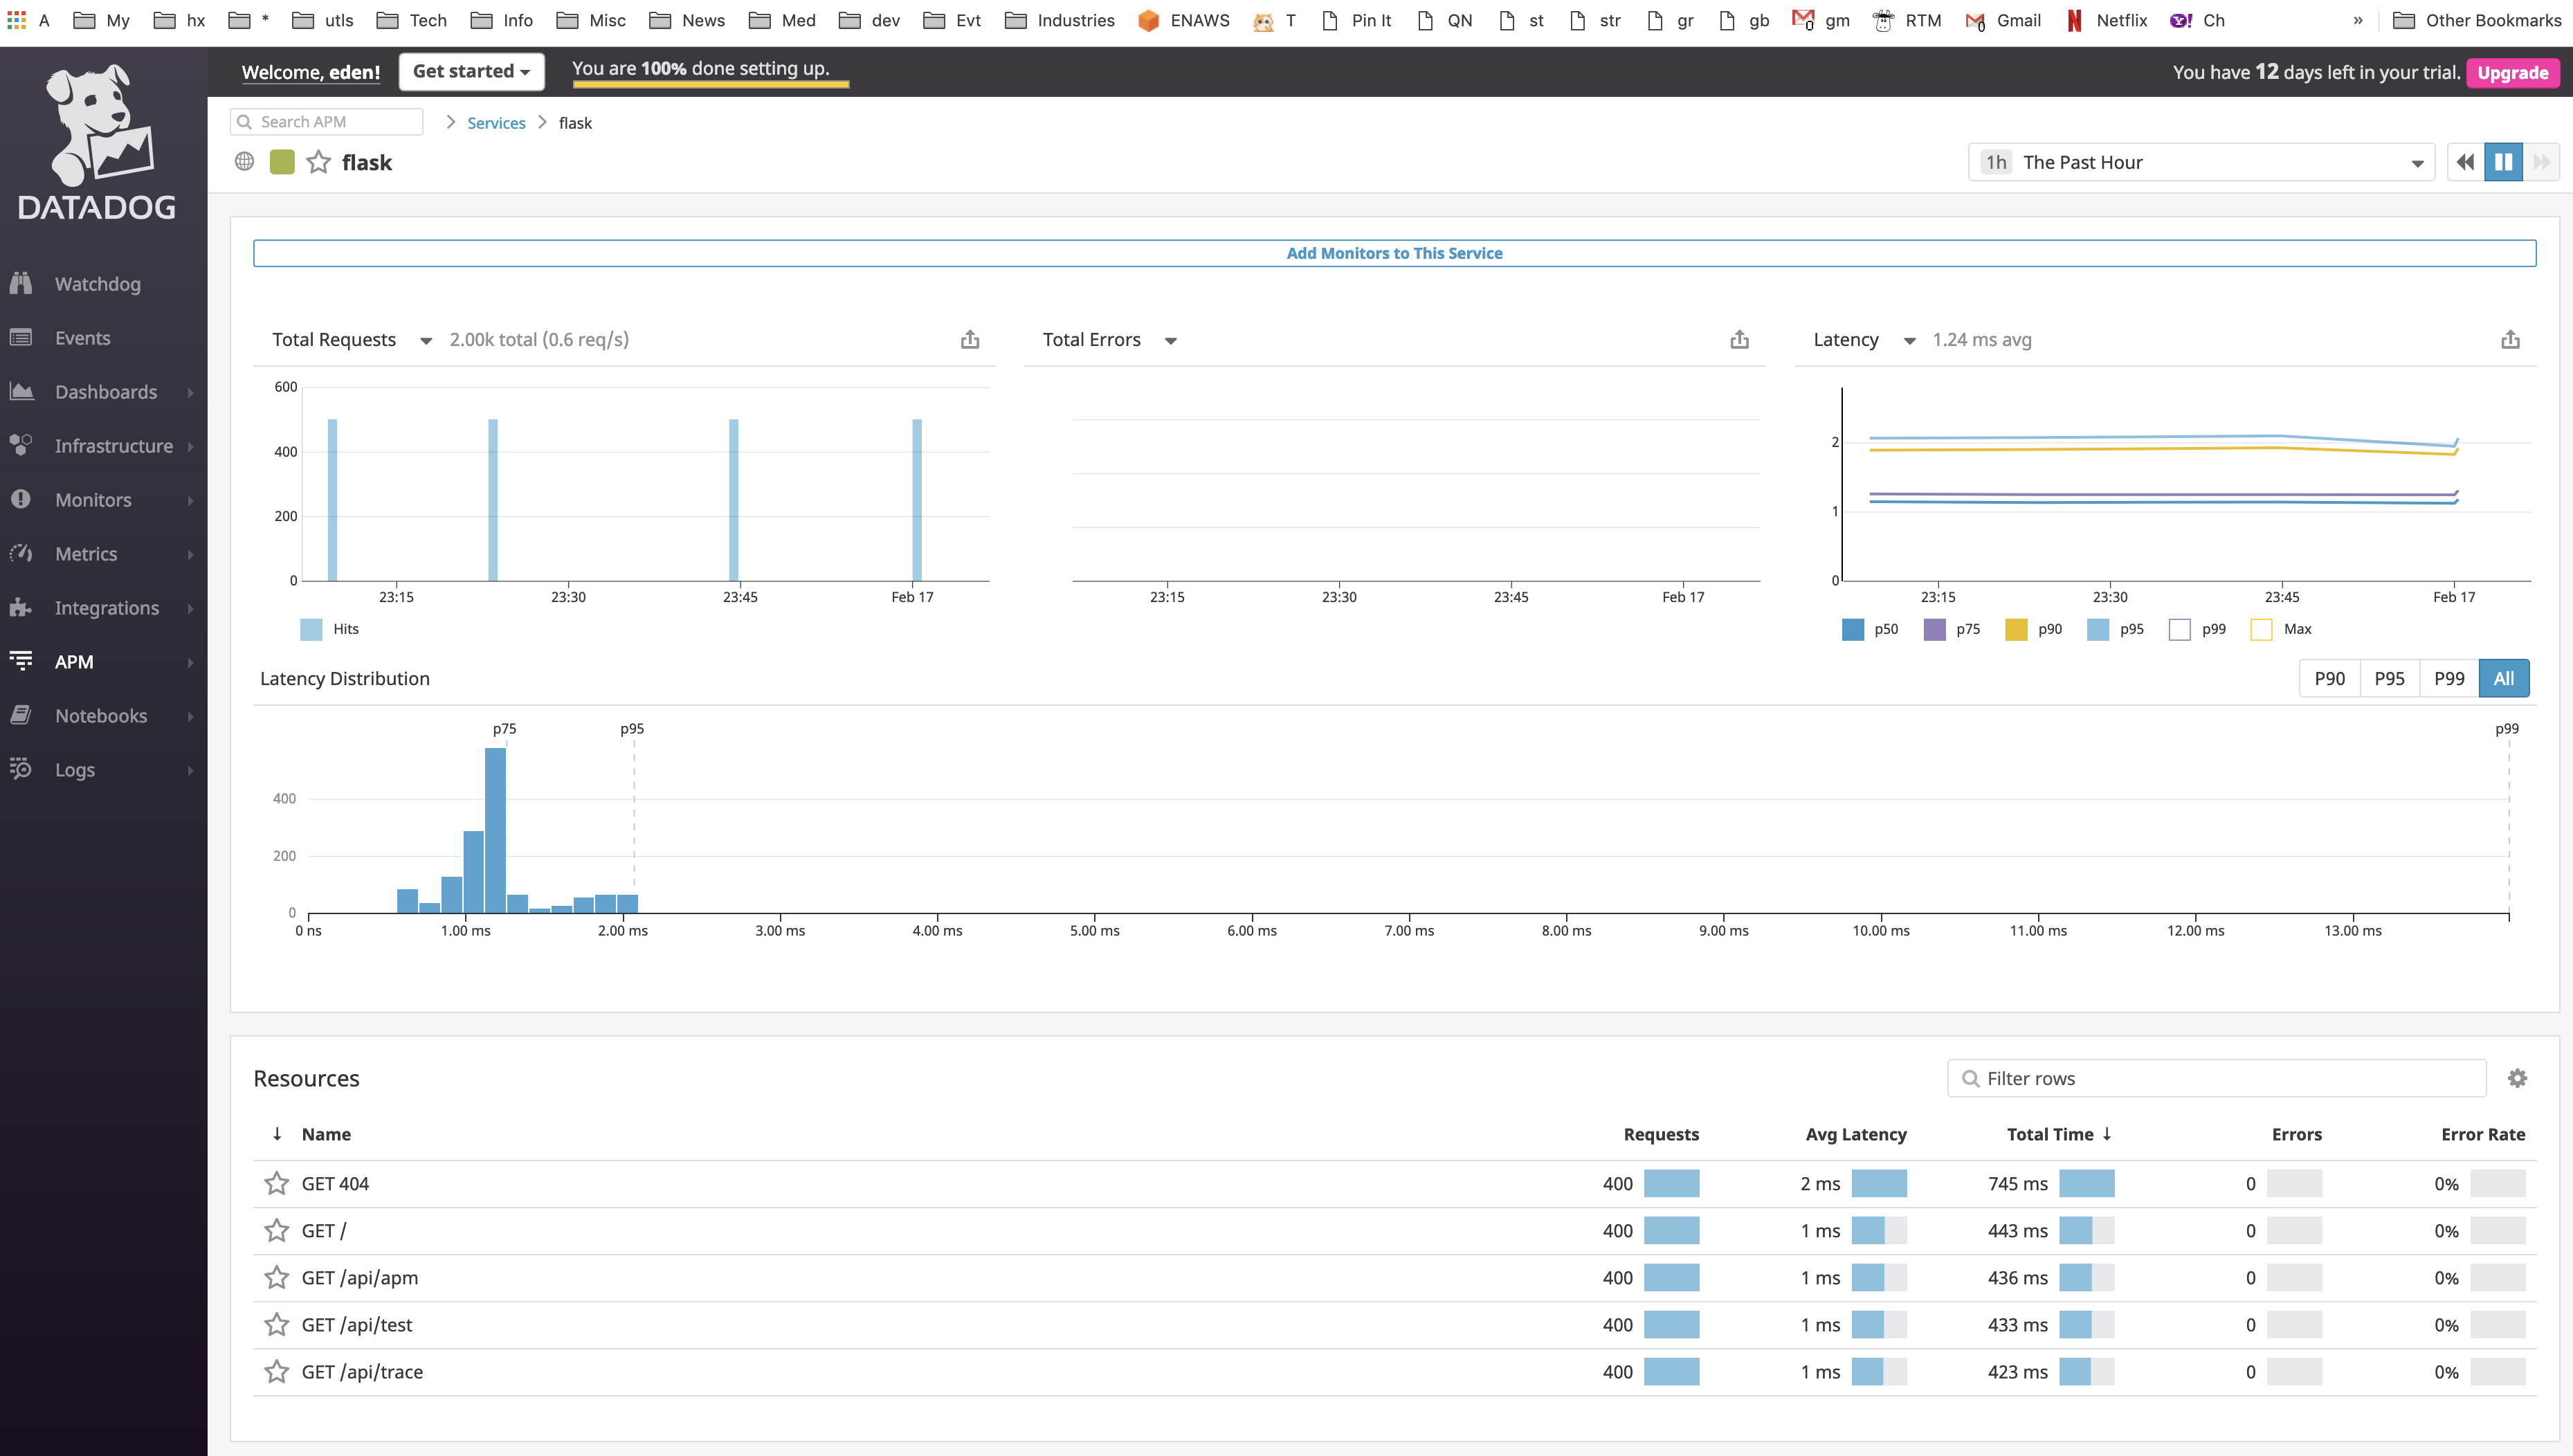 A My hx * utls Tech Info Misc News Med dev Evt Industries ENAWS T Pin It QN st str gr gb gm RTM Gmail Netflix Ch » Other Bookmarks
Welcome, eden! Get started You are 100% done setting up. You have 12 days left in your trial. Upgrade
DATADOG
Watchdog
Events
Dashboards
Infrastructure
Monitors
Metrics
Integrations
APM
Notebooks
Logs
Search APM > Services > flask
flask
1h The Past Hour
Add Monitors to This Service
Total Requests 2.00k total (0.6 req/s)
600
400
200
0
23:15 23:30 23:45 Feb 17
Hits
Total Errors
23:15 23:30 23:45 Feb 17
Latency 1.24 ms avg
2
1
0
23:15 23:30 23:45 Feb 17
p50 p75 p90 p95 p99 Max
Latency Distribution
P90 P95 P99 All
p75 p95 p99
400
200
0
0 ns 1.00 ms 2.00 ms 3.00 ms 4.00 ms 5.00 ms 6.00 ms 7.00 ms 8.00 ms 9.00 ms 10.00 ms 11.00 ms 12.00 ms 13.00 ms
Resources
Filter rows
↓ Name Requests Avg Latency Total Time ↓ Errors Error Rate
GET 404 400 2 ms 745 ms 0 0%
GET / 400 1 ms 443 ms 0 0%
GET /api/apm 400 1 ms 436 ms 0 0%
GET /api/test 400 1 ms 433 ms 0 0%
GET /api/trace 400 1 ms 423 ms 0 0%